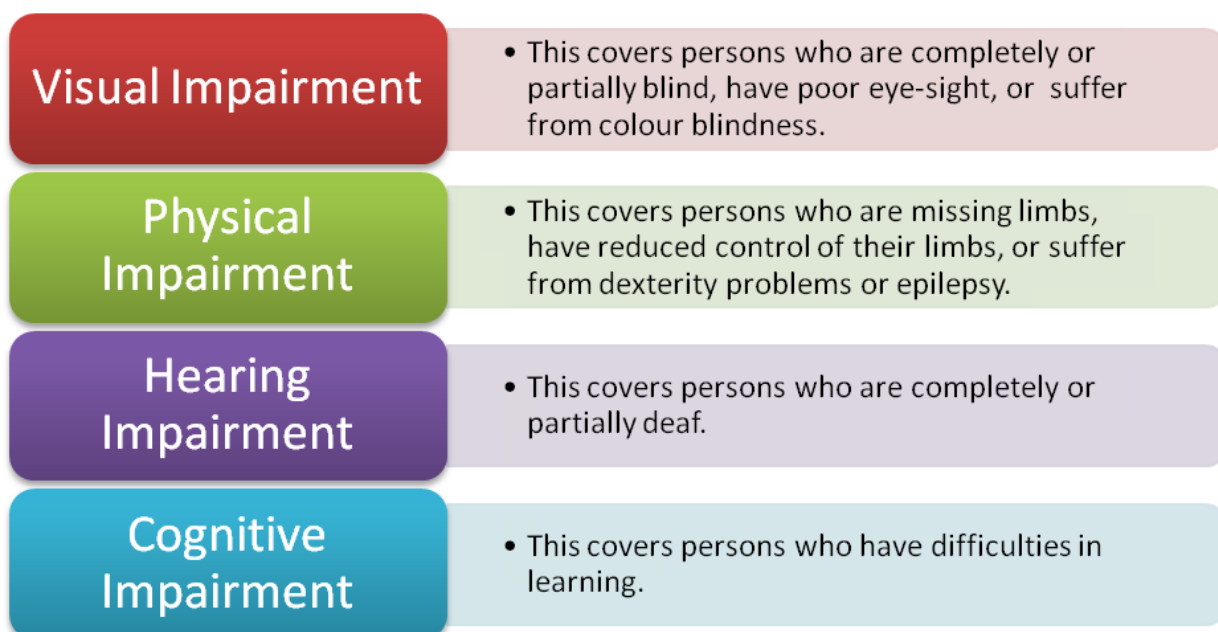 Visual Impairment
• This covers persons who are completely or
partially blind, have poor eye-sight, or suffer
from colour blindness.
Physical
Impairment
• This covers persons who are missing limbs,
have reduced control of their limbs, or suffer
from dexterity problems or epilepsy.
Hearing
Impairment
• This covers persons who are completely or
partially deaf.
Cognitive
Impairment
• This covers persons who have difficulties in
learning.